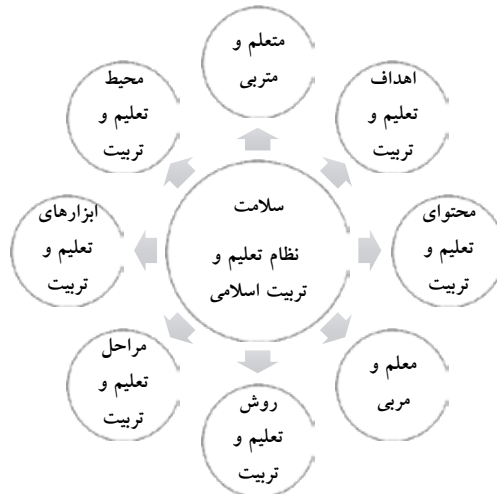 متعلم و
متربی
اهداف
تعلیم و
تربیت
محتوای
تعلیم و
تربیت
معلم و
مربی
روش
تعلیم و
تربیت
مراحل
تعلیم و
تربیت
ابزارهای
تعلیم و
تربیت
محیط
تعلیم و
تربیت
سلامت
نظام تعلیم و
تربیت اسلامی